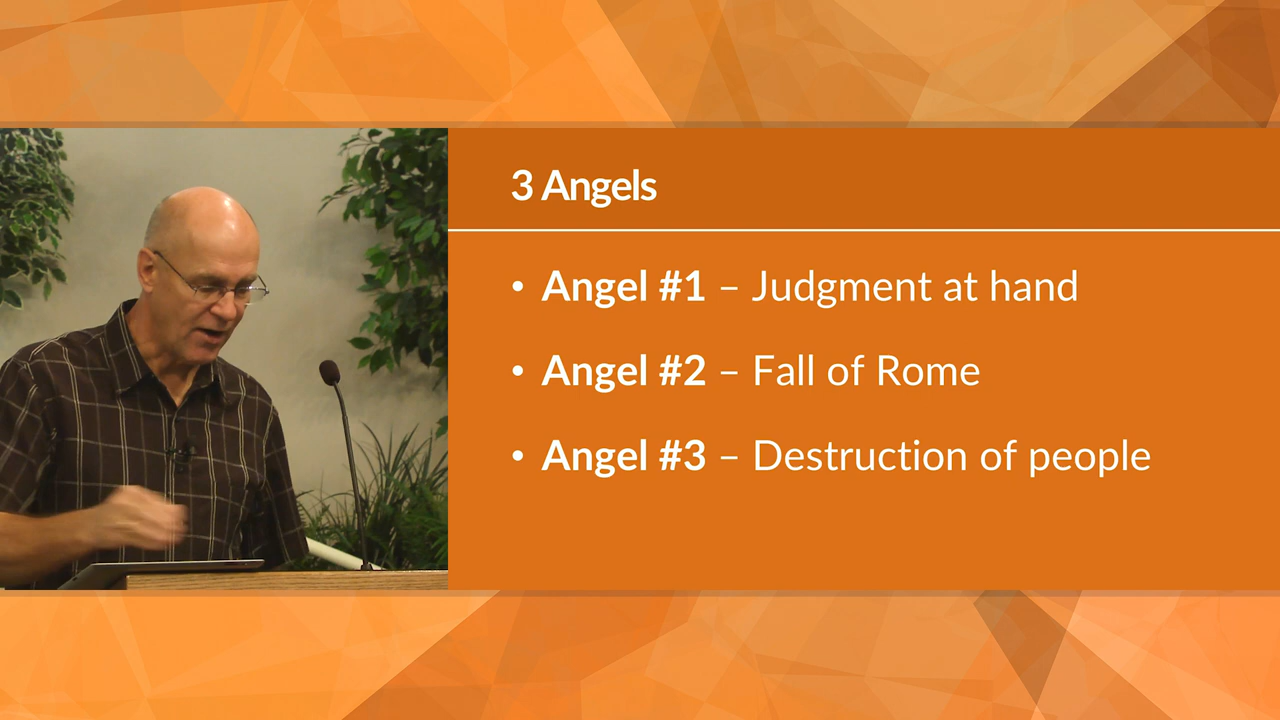 3 Angels
• Angel #1 – Judgment at hand
• Angel #2 – Fall of Rome
• Angel #3 – Destruction of people